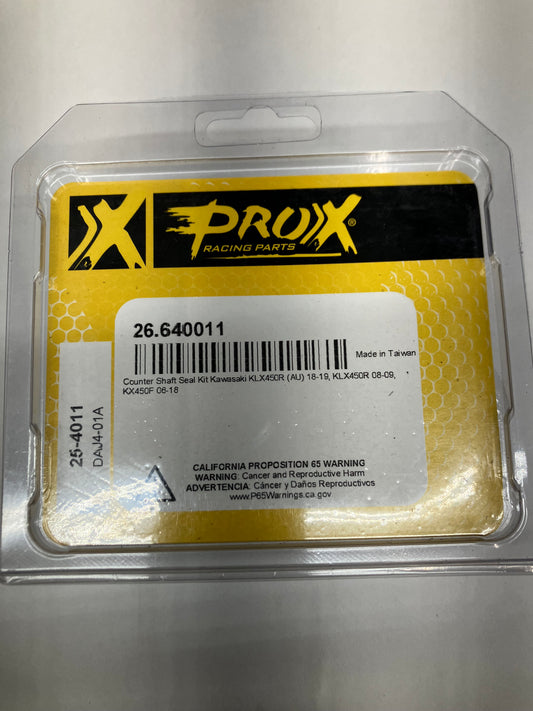 PROX®
RACING PARTS
26.640011
Made in Taiwan
Counter Shaft Seal Kit Kawasaki KLX450R (AU) 18-19, KLX450R 08-09,
KX450F 06-18
25-4011
DAJ4-01A
CALIFORNIA PROPOSITION 65 WARNING
WARNING: Cancer and Reproductive Harm
ADVERTENCIA: Cáncer y Daños Reproductivos
www.P65Warnings.ca.gov